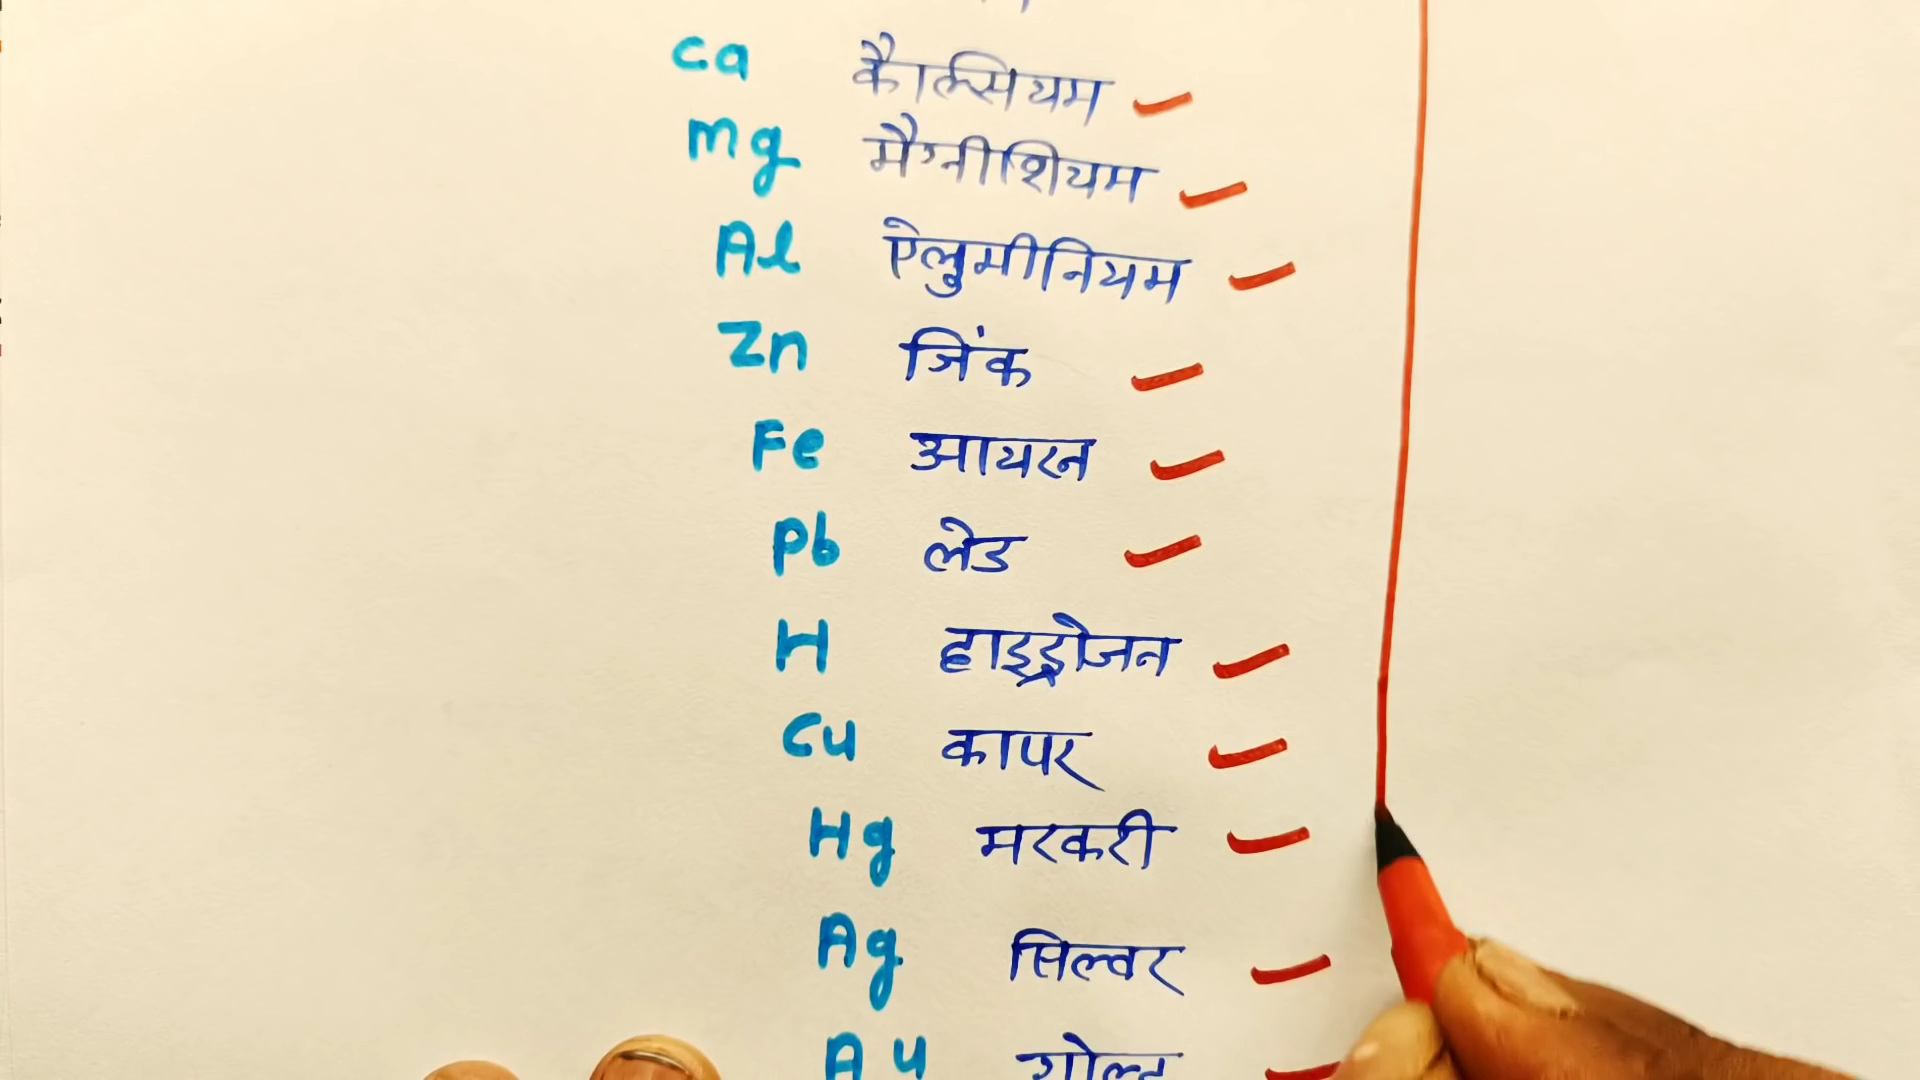 Ca कैल्सियम
Mg मैग्नीशियम
Al ऐलुमीनियम
Zn जिंक
Fe आयरन
Pb लेड
H हाइड्रोजन
Cu कापर
Hg मरकरी
Ag सिल्वर
Au